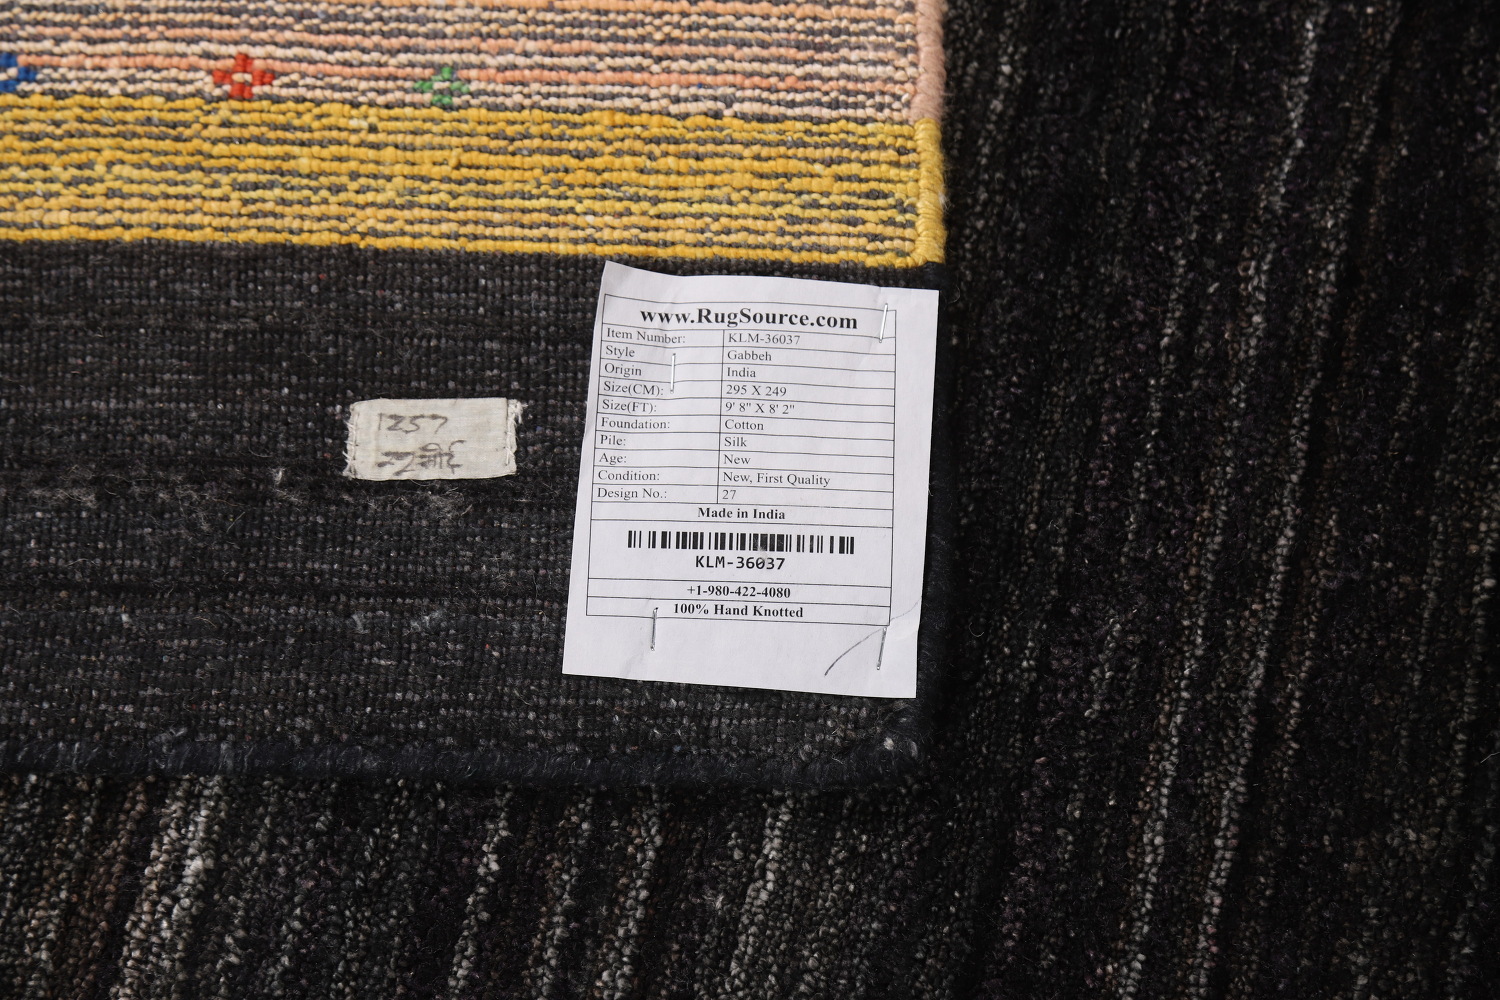 www.RugSource.com
Item Number: KLM-36037
Style Gabbeh
Origin India
Size(CM): 295 X 249
Size(FT): 9' 8" X 8' 2"
Foundation: Cotton
Pile: Silk
Age: New
Condition: New, First Quality
Design No.: 27
Made in India
KLM-36037
+1-980-422-4080
100% Hand Knotted
1257